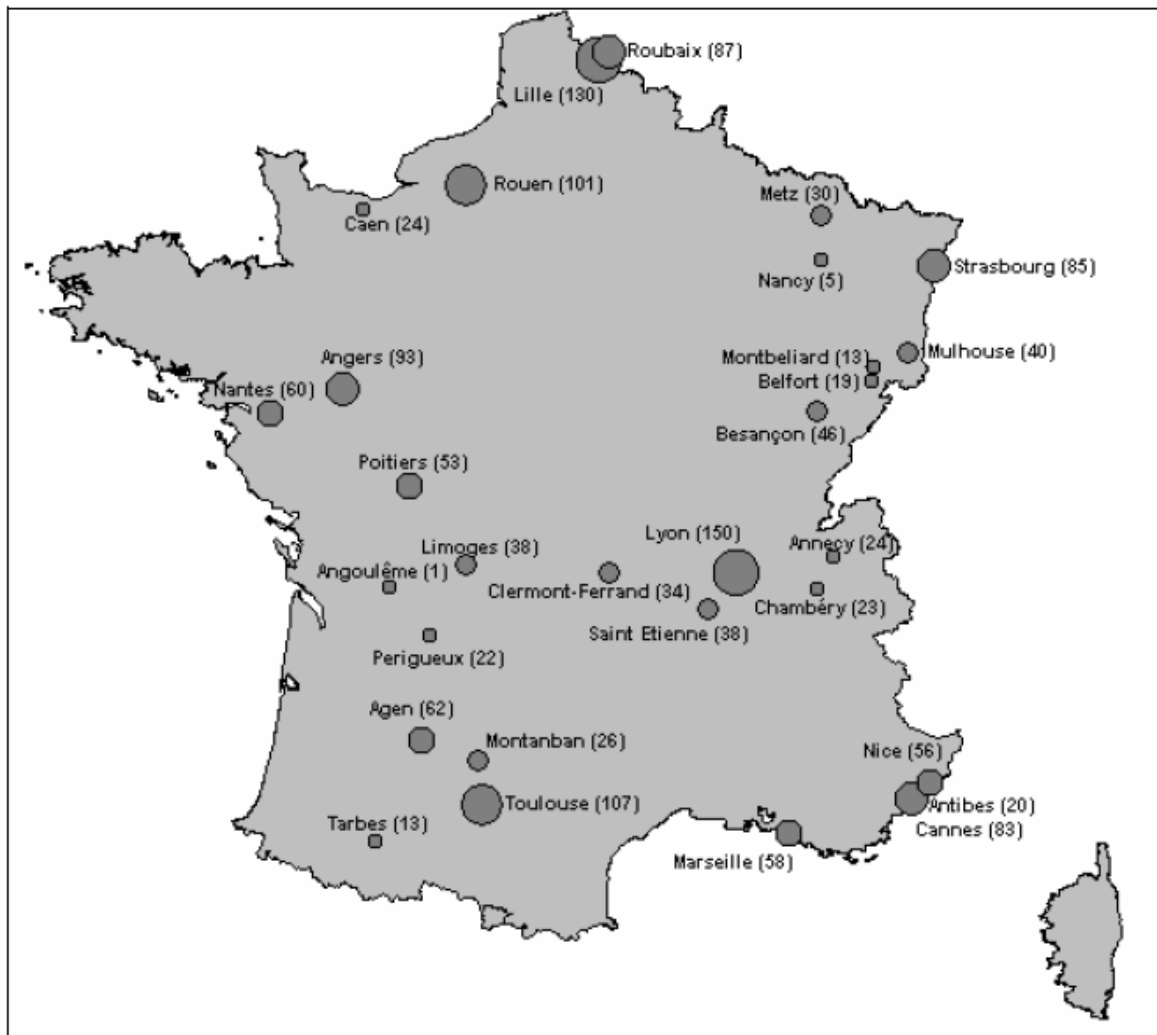 Roubaix (87)
Lille (130)
Rouen (101)
Metz (30)
Caen (24)
Strasbourg (85)
Nancy (5)
Mulhouse (40)
Angers (93)
Montbeliard (13)
Belfort (19)
Nantes (60)
Besançon (46)
Poitiers (53)
Lyon (150)
Annecy (24)
Limoges (38)
Angoulême (1)
Clermont-Ferrand (34)
Chambéry (23)
Saint Etienne (38)
Perigueux (22)
Agen (62)
Montanban (26)
Nice (56)
Toulouse (107)
Antibes (20)
Tarbes (13)
Cannes (83)
Marseille (58)